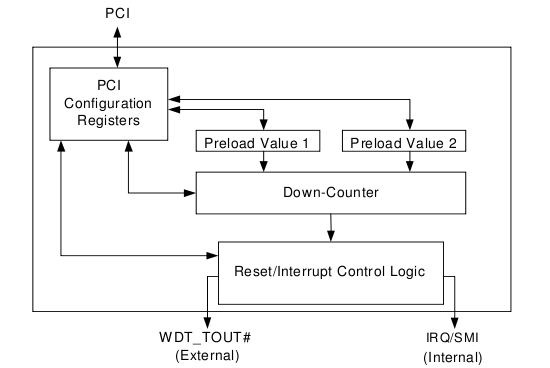 PCI
PCI
Configuration
Registers
Preload Value 1
Preload Value 2
Down-Counter
Reset/Interrupt Control Logic
WDT_TOUT#
(External)
IRQ/SMI
(Internal)